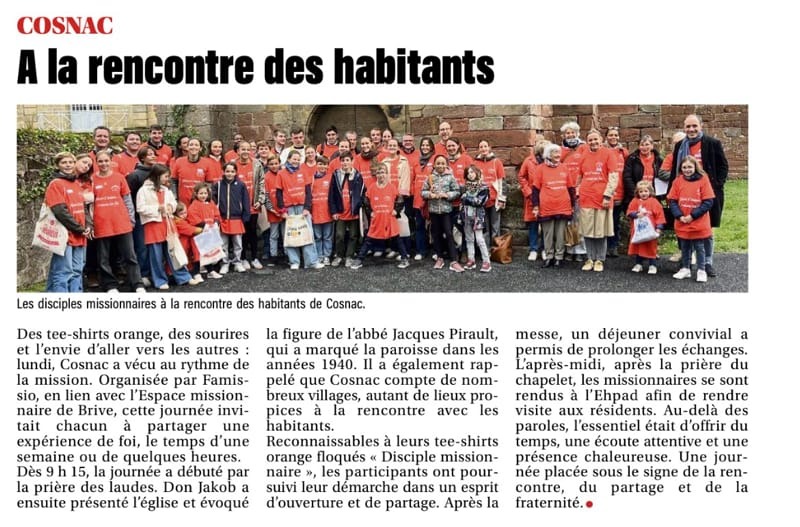 COSNAC
A la rencontre des habitants
Les disciples missionnaires à la rencontre des habitants de Cosnac.
Des tee-shirts orange, des sourires
et l’envie d’aller vers les autres :
lundi, Cosnac a vécu au rythme de
la mission. Organisée par Famis-
sio, en lien avec l’Espace mission-
naire de Brive, cette journée invi-
tait chacun à partager une
expérience de foi, le temps d’une
semaine ou de quelques heures.
Dès 9 h 15, la journée a débuté par
la prière des laudes. Don Jakob a
ensuite présenté l’église et évoqué
la figure de l’abbé Jacques Pirault,
qui a marqué la paroisse dans les
années 1940. Il a également rap-
pelé que Cosnac compte de nom-
breux villages, autant de lieux pro-
pices à la rencontre avec les
habitants.
Reconnaissables à leurs tee-shirts
orange floqués « Disciple mission-
naire », les participants ont pour-
suivi leur démarche dans un esprit
d’ouverture et de partage. Après la
messe, un déjeuner convivial a
permis de prolonger les échanges.
L’après-midi, après la prière du
chapelet, les missionnaires se sont
rendus à l’Ehpad afin de rendre
visite aux résidents. Au-delà des
paroles, l’essentiel était d’offrir du
temps, une écoute attentive et une
présence chaleureuse. Une jour-
née placée sous le signe de la ren-
contre, du partage et de la
fraternité.